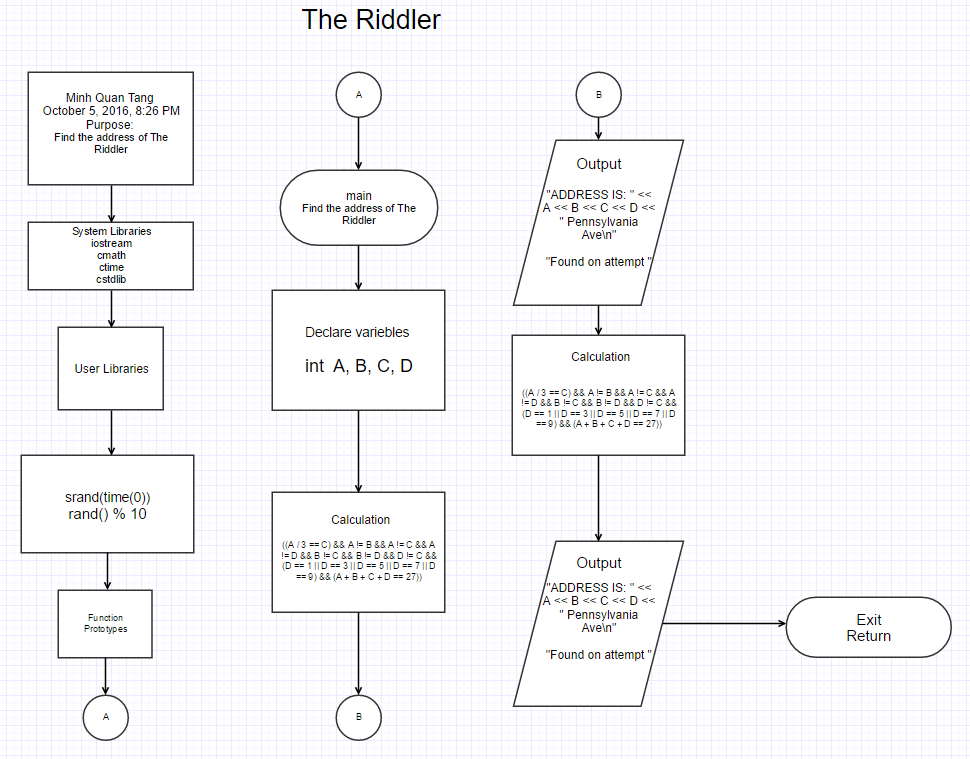 The Riddler
Minh Quan Tang
October 5, 2016, 8:26 PM
Purpose:
Find the address of The
Riddler
System Libraries
iostream
cmath
ctime
cstdlib
User Libraries
srand(time(0))
rand() % 10
Function
Prototypes
A
A
main
Find the address of The
Riddler
Declare variebles
int A, B, C, D
Calculation
((A / 3 == C) && A != B && A != C && A
!= D && B != C && B != D && D != C &&
(D == 1 || D == 3 || D == 5 || D == 7 || D
== 9) && (A + B + C + D == 27))
B
B
Output
"ADDRESS IS: " <<
A << B << C << D <<
" Pennsylvania
Ave\n"
"Found on attempt "
Calculation
((A / 3 == C) && A != B && A != C && A
!= D && B != C && B != D && D != C &&
(D == 1 || D == 3 || D == 5 || D == 7 || D
== 9) && (A + B + C + D == 27))
Output
"ADDRESS IS: " <<
A << B << C << D <<
" Pennsylvania
Ave\n"
"Found on attempt "
Exit
Return